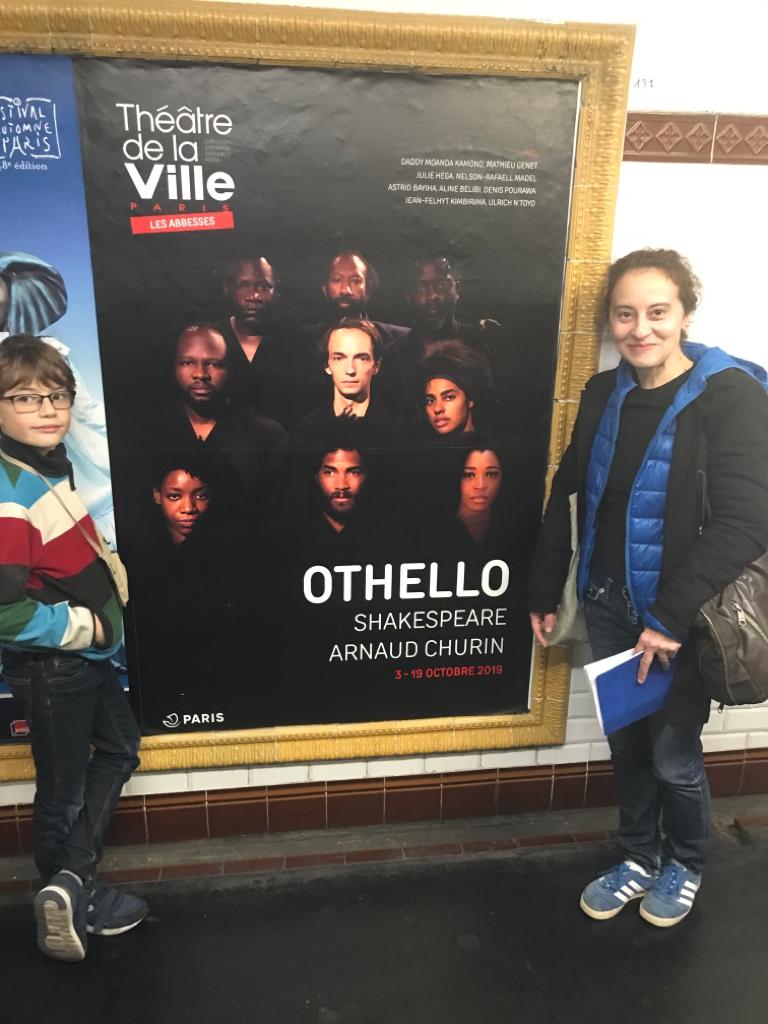 STIVAL
AUTOMNE
PARIS
8e édition
Théâtre
de la
Ville
PARIS
LES ABBESSES
DADDY MOANDA KAMONO, MATHIEU GENET
JULIE HÉGA, NELSON-RAFAELL MADEL
ASTRID BAYIHA, ALINE BELIBI, DENIS POURAWA
JEAN-FELHYT KIMBIRIMA, ULRICH N'TOYO
OTHELLO
SHAKESPEARE
ARNAUD CHURIN
3-19 OCTOBRE 2019
PARIS
191